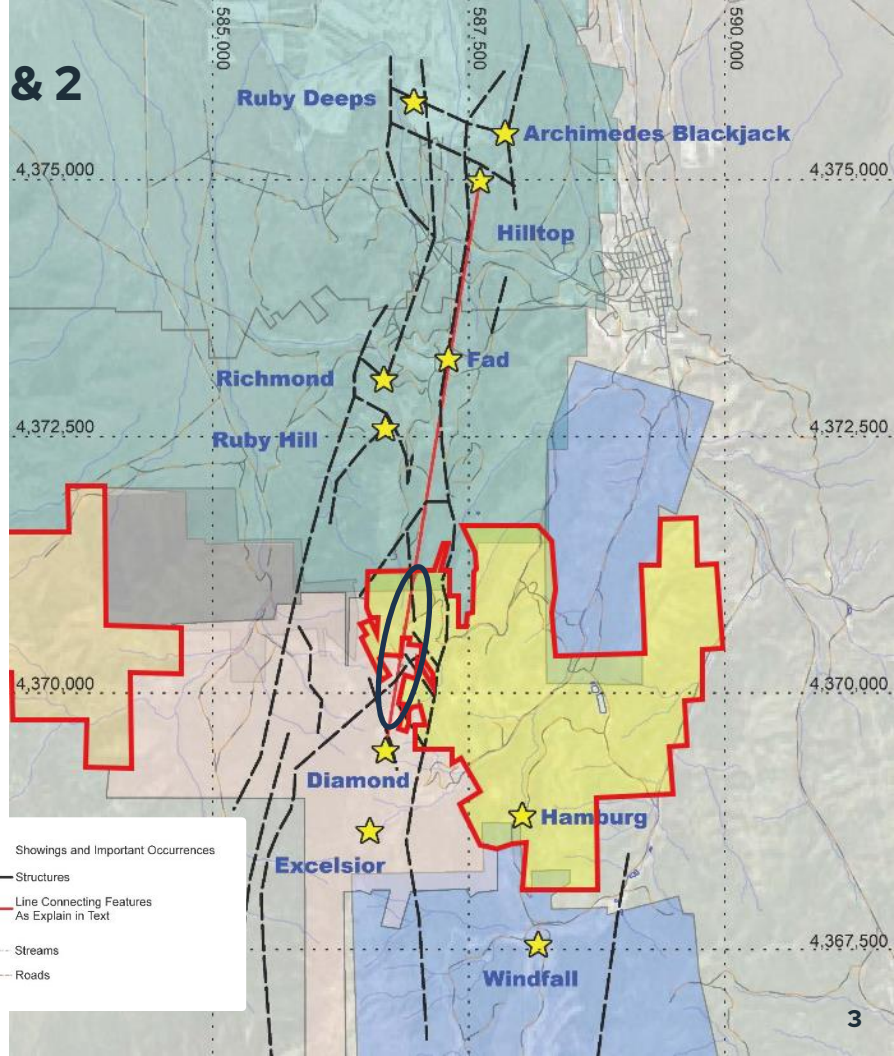 585,000
587,500
590,000
& 2
Ruby Deeps
Archimedes Blackjack
4,375,000
4,375,000
Hilltop
Fad
Richmond
4,372,500
4,372,500
Ruby Hill
4,370,000
4,370,000
Diamond
Hamburg
Excelsior
Showings and Important Occurrences
Structures
Line Connecting Features
As Explain in Text
Streams
Roads
4,367,500
Windfall
3